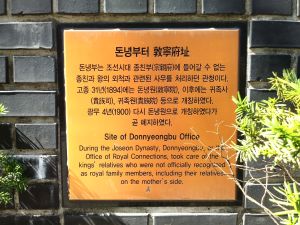 돈녕부터 敦寧府址
돈녕부는 조선시대 종친부(宗親府)에 들어갈 수 없는
종친과 왕의 외척과 관련된 사무를 처리하던 관청이다.
고종 31년(1894)에는 돈녕원(敦寧院), 이후에는 귀족사
(貴族司), 귀족원(貴族院) 등으로 개칭하였다.
광무 4년(1900) 다시 돈녕원으로 개칭하였다가
곧 폐지하였다.
Site of Donnyeongbu Office
During the Joseon Dynasty, Donnyeongbu, and the
Office of Royal Connections, took care of the
kings' relatives who were not officially recognized
as royal family members, including their relatives
on the mother's side.